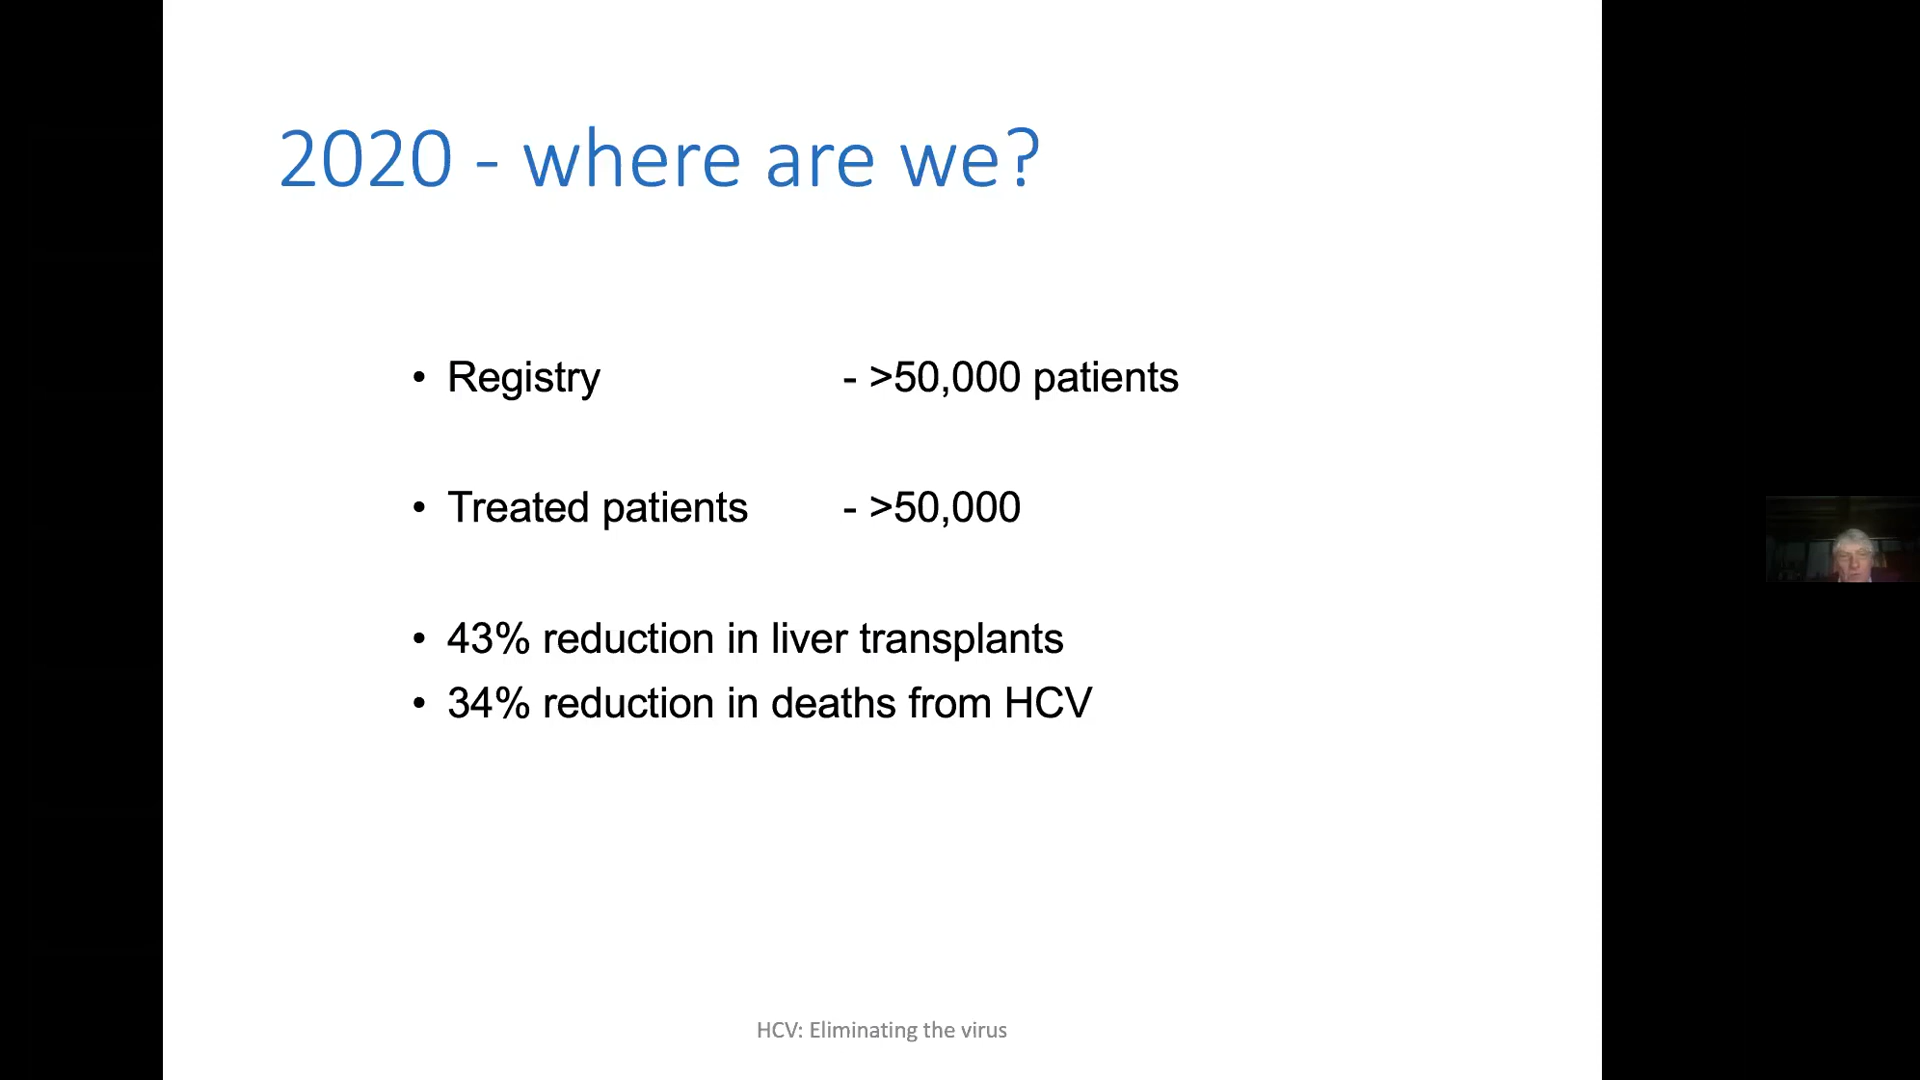 2020 - where are we?
• Registry - >50,000 patients
• Treated patients - >50,000
• 43% reduction in liver transplants
• 34% reduction in deaths from HCV
HCV: Eliminating the virus